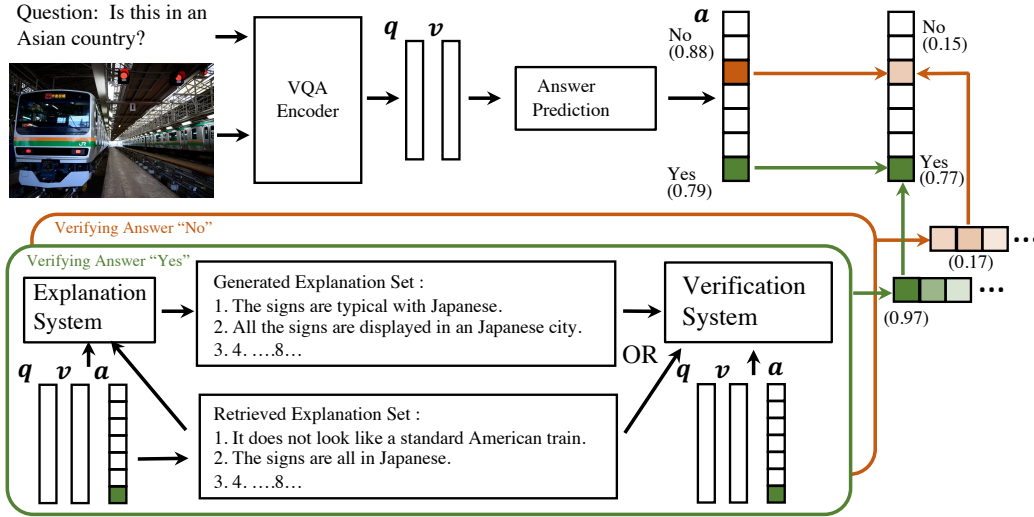 Question: Is this in an
Asian country?
VQA
Encoder
q v
Answer
Prediction
a
No
(0.88)
Yes
(0.79)
No
(0.15)
Yes
(0.77)
Verifying Answer “No”
Verifying Answer “Yes”
Explanation
System
Generated Explanation Set :
1. The signs are typical with Japanese.
2. All the signs are displayed in an Japanese city.
3. 4. ….8…
Verification
System
OR
q v a
Retrieved Explanation Set :
1. It does not look like a standard American train.
2. The signs are all in Japanese.
3. 4. ….8…
q v a
(0.17)
...
(0.97)
...
JR